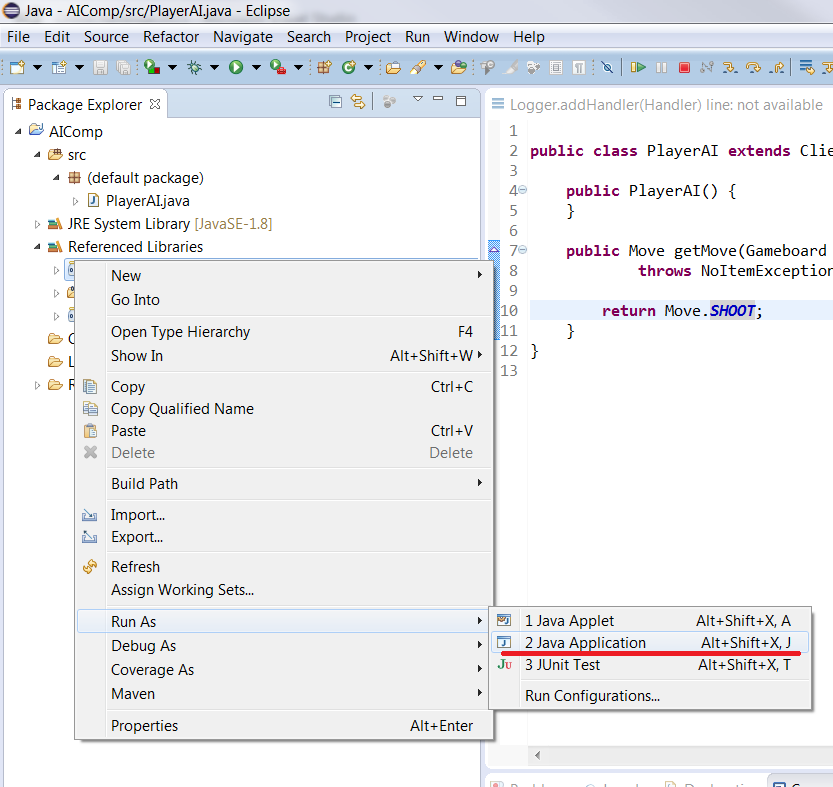 Java - AIComp/src/PlayerAI.java - Eclipse
File Edit Source Refactor Navigate Search Project Run Window Help
Package Explorer
AIComp
src
(default package)
PlayerAI.java
JRE System Library [JavaSE-1.8]
Referenced Libraries
New
Go Into
Open Type Hierarchy F4
Show In Alt+Shift+W
Copy Ctrl+C
Copy Qualified Name
Paste Ctrl+V
Delete Delete
Build Path
Import...
Export...
Refresh
Assign Working Sets...
Run As
Debug As
Coverage As
Maven
Properties Alt+Enter
1 Java Applet Alt+Shift+X, A
2 Java Application Alt+Shift+X, J
3 JUnit Test Alt+Shift+X, T
Run Configurations...
Logger.addHandler(Handler) line: not available
1
2 public class PlayerAI extends Clie
3
4 public PlayerAI() {
5 }
6
7 public Move getMove(Gameboard
8 throws NoItemException
9
10 return Move.SHOOT;
11 }
12 }
13